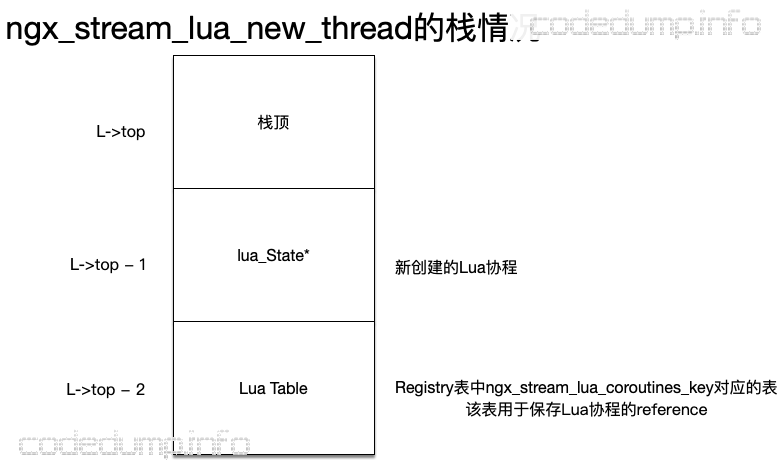 ngx_stream_lua_new_thread的栈情况
codedump.info
L->top
栈顶
L->top - 1
lua_State*
新创建的Lua协程
L->top - 2
Lua Table
Registry表中ngx_stream_lua_coroutines_key对应的表
该表用于保存Lua协程的reference
codedump.info